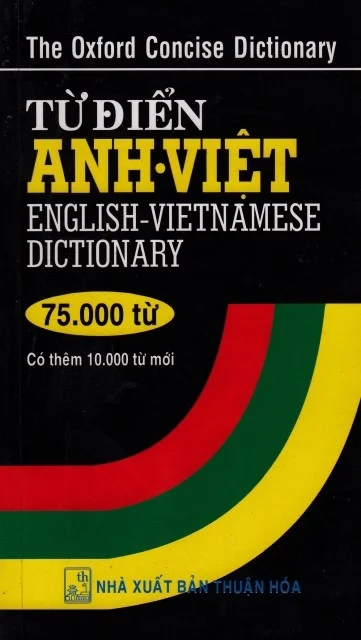 The Oxford Concise Dictionary
TỪ ĐIỂN
ANH·VIỆT
ENGLISH-VIETNAMESE
DICTIONARY
75.000 từ
Có thêm 10.000 từ mới
th
NHÀ XUẤT BẢN THUẬN HÓA